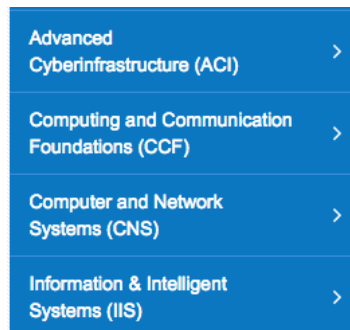 Advanced
Cyberinfrastructure (ACI)
Computing and Communication
Foundations (CCF)
Computer and Network
Systems (CNS)
Information & Intelligent
Systems (IIS)